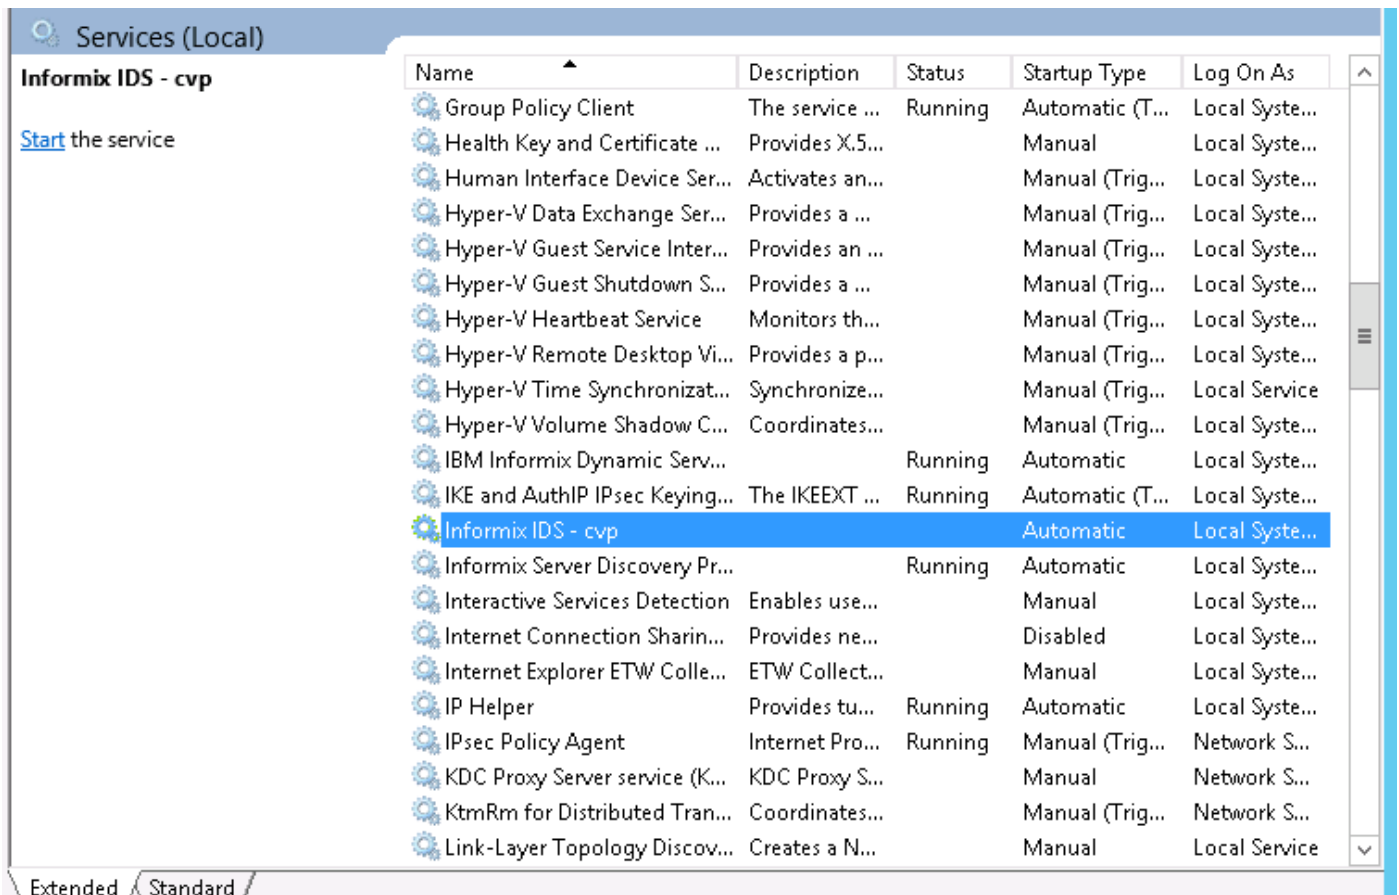 Services (Local)
Informix IDS - cvp
Start the service
Name Description Status Startup Type Log On As
Group Policy Client The service ... Running Automatic (T... Local Syste...
Health Key and Certificate ... Provides X.5... Manual Local Syste...
Human Interface Device Ser... Activates an... Manual (Trig... Local Syste...
Hyper-V Data Exchange Ser... Provides a ... Manual (Trig... Local Syste...
Hyper-V Guest Service Inter... Provides an ... Manual (Trig... Local Syste...
Hyper-V Guest Shutdown S... Provides a ... Manual (Trig... Local Syste...
Hyper-V Heartbeat Service Monitors th... Manual (Trig... Local Syste...
Hyper-V Remote Desktop Vi... Provides a p... Manual (Trig... Local Syste...
Hyper-V Time Synchronizat... Synchronize... Manual (Trig... Local Service
Hyper-V Volume Shadow C... Coordinates... Manual (Trig... Local Syste...
IBM Informix Dynamic Serv... Running Automatic Local Syste...
IKE and AuthIP IPsec Keying... The IKEEXT ... Running Automatic (T... Local Syste...
Informix IDS - cvp Automatic Local Syste...
Informix Server Discovery Pr... Running Automatic Local Syste...
Interactive Services Detection Enables use... Manual Local Syste...
Internet Connection Sharin... Provides ne... Disabled Local Syste...
Internet Explorer ETW Colle... ETW Collect... Manual Local Syste...
IP Helper Provides tu... Running Automatic Local Syste...
IPsec Policy Agent Internet Pro... Running Manual (Trig... Network S...
KDC Proxy Server service (K... KDC Proxy S... Manual Network S...
KtmRm for Distributed Tran... Coordinates... Manual (Trig... Network S...
Link-Layer Topology Discov... Creates a N... Manual Local Service
Extended Standard